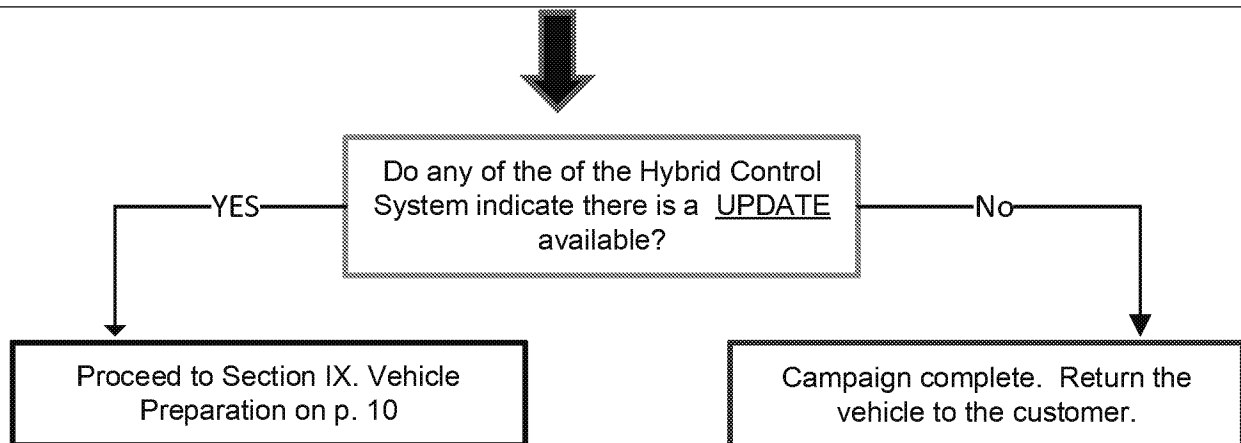 Do any of the of the Hybrid Control
System indicate there is a UPDATE
available?
YES
No
Proceed to Section IX. Vehicle
Preparation on p. 10
Campaign complete. Return the
vehicle to the customer.